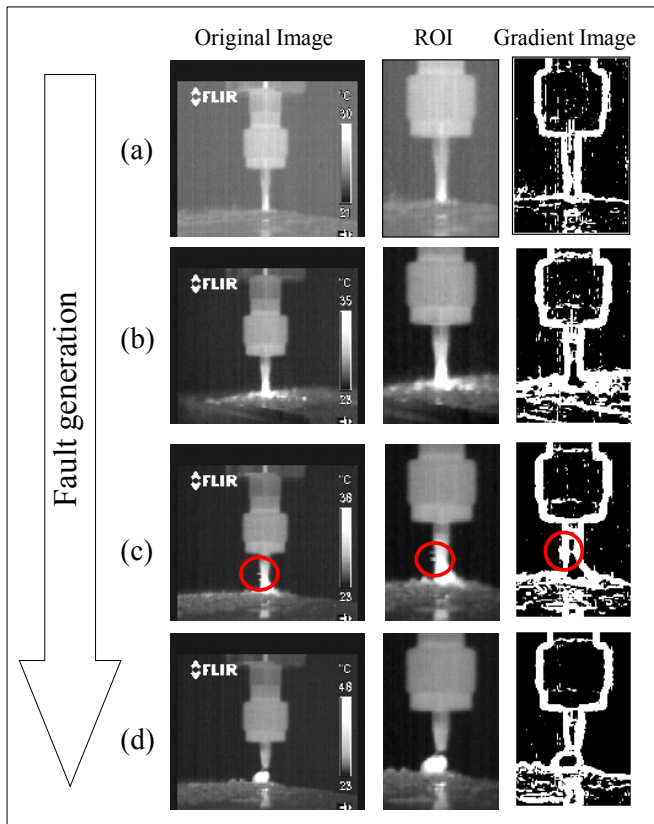 Original Image ROI Gradient Image
Fault generation
(a)
FLIR
°C
30
21
(b)
FLIR
°C
35
23
(c)
FLIR
°C
36
23
(d)
FLIR
°C
46
23